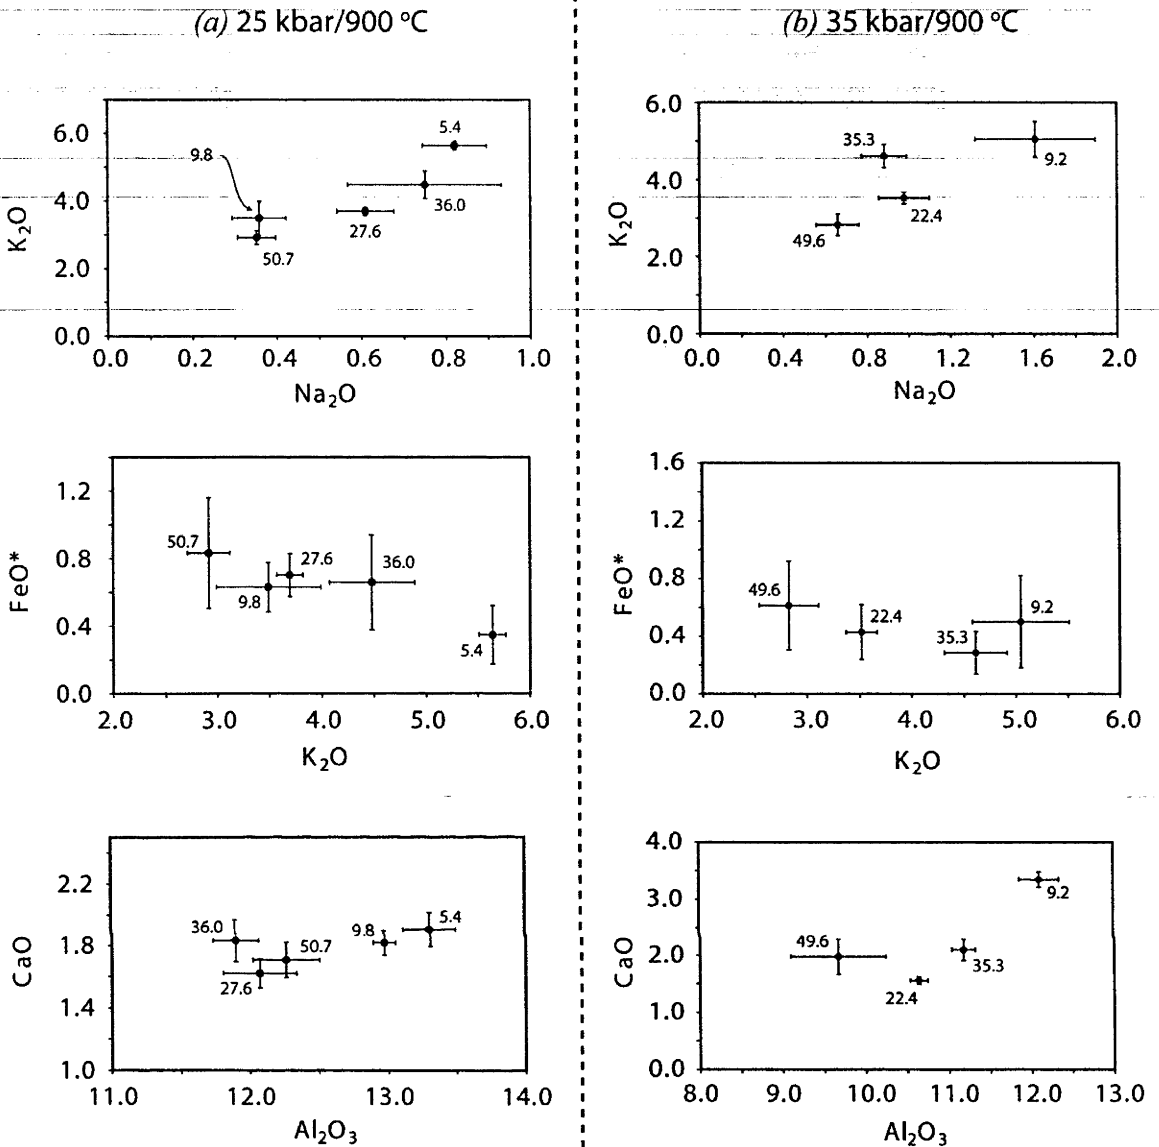 (a) 25 kbar/900 °C
(b) 35 kbar/900 °C
K2O
6.0
4.0
2.0
0.0
5.4
9.8
36.0
27.6
50.7
0.0 0.2 0.4 0.6 0.8 1.0
Na2O
K2O
6.0
4.0
2.0
0.0
35.3
9.2
22.4
49.6
0.0 0.4 0.8 1.2 1.6 2.0
Na2O
FeO*
1.2
0.8
0.4
0.0
50.7
27.6
36.0
9.8
5.4
2.0 3.0 4.0 5.0 6.0
K2O
FeO*
1.6
1.2
0.8
0.4
0.0
49.6
22.4
35.3
9.2
2.0 3.0 4.0 5.0 6.0
K2O
CaO
2.2
1.8
1.4
1.0
36.0
50.7
9.8
5.4
27.6
11.0 12.0 13.0 14.0
Al2O3
CaO
4.0
3.0
2.0
1.0
0.0
49.6
9.2
35.3
22.4
8.0 9.0 10.0 11.0 12.0 13.0
Al2O3